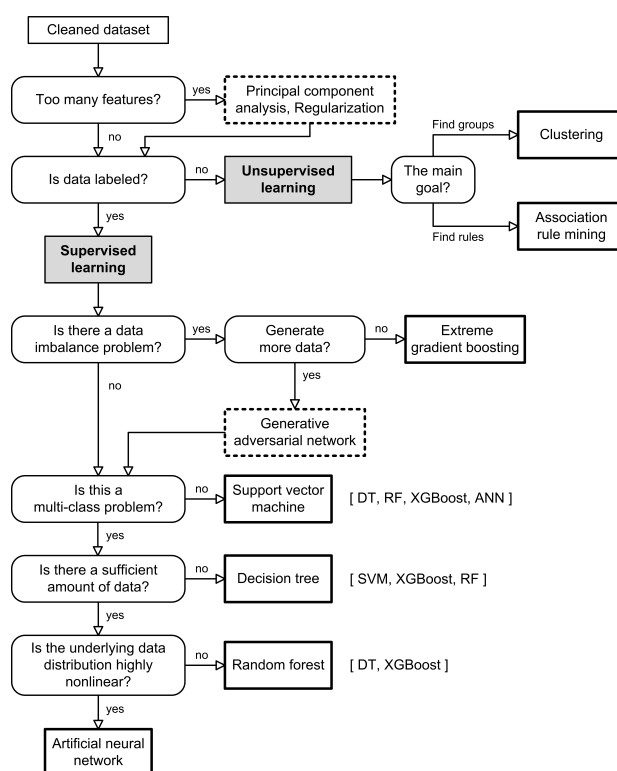 Cleaned dataset
Too many features?
yes
Principal component
analysis, Regularization
no
Find groups
Clustering
Is data labeled?
no
Unsupervised
learning
The main
goal?
yes
Find rules
Association
rule mining
Supervised
learning
Is there a data
imbalance problem?
yes
Generate
more data?
no
Extreme
gradient boosting
no
yes
Generative
adversarial network
Is this a
multi-class problem?
no
Support vector
machine
[ DT, RF, XGBoost, ANN ]
yes
Is there a sufficient
amount of data?
no
Decision tree
[ SVM, XGBoost, RF ]
yes
Is the underlying data
distribution highly
nonlinear?
no
Random forest
[ DT, XGBoost ]
yes
Artificial neural
network